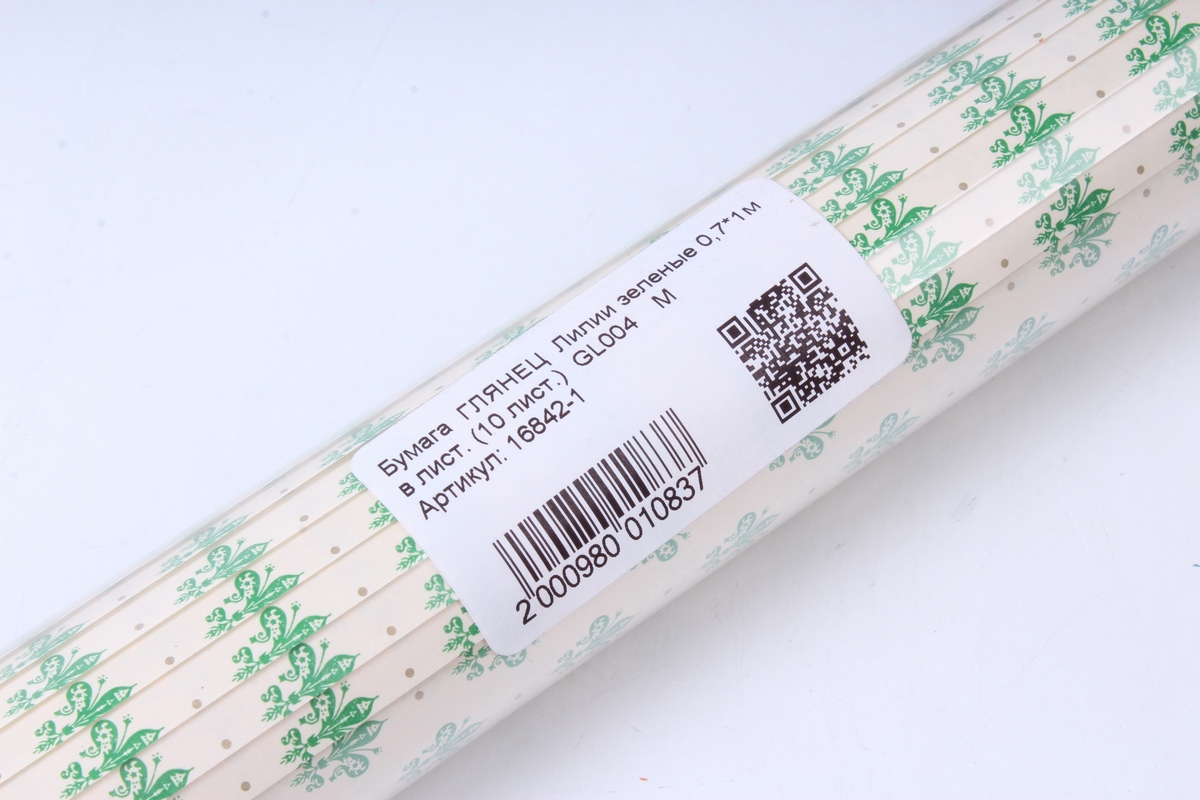 Бумага ГЛЯНЕЦ Лилии зеленые 0,7*1м
в лист. (10 лист.) GL004 М
Артикул: 16842-1
2 000980 010837